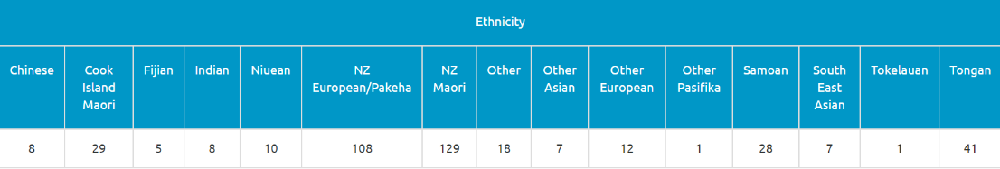 Ethnicity
Chinese Cook Fijian Indian Niuean NZ NZ Other Other Other Other Samoan South Tokelauan Tongan
Island European/Pakeha Maori Asian European Pasifika East
Maori Asian
8 29 5 8 10 108 129 18 7 12 1 28 7 1 41